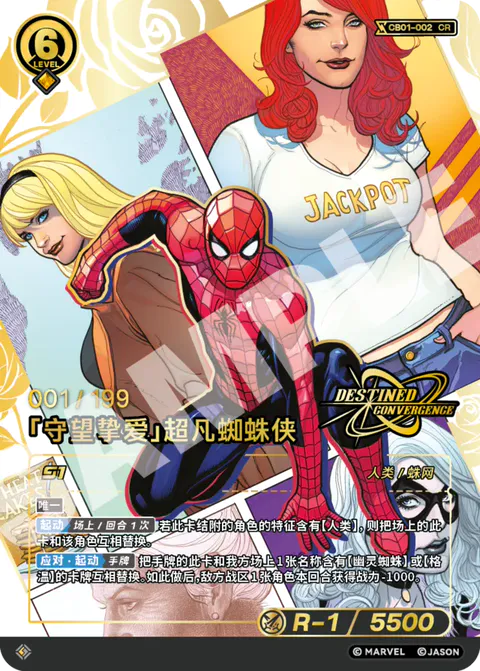 6
LEVEL
CB01-002 CR
JACKPOT
001 / 199
DESTINED
CONVERGENCE
「守望挚爱」超凡蜘蛛侠
G1
人类 / 蛛网
唯一
起动 场上 / 回合 1 次 若此卡结附的角色的特征含有【人类】,则把场上的此
卡和该角色互相替换。
应对·起动 手牌 把手牌的此卡和我方场上1张名称含有【幽灵蜘蛛】或【格
温】的卡牌互相替换。如此做后,敌方战区1张角色本回合获得战力-1000。
R-1 / 5500
© MARVEL © JASON